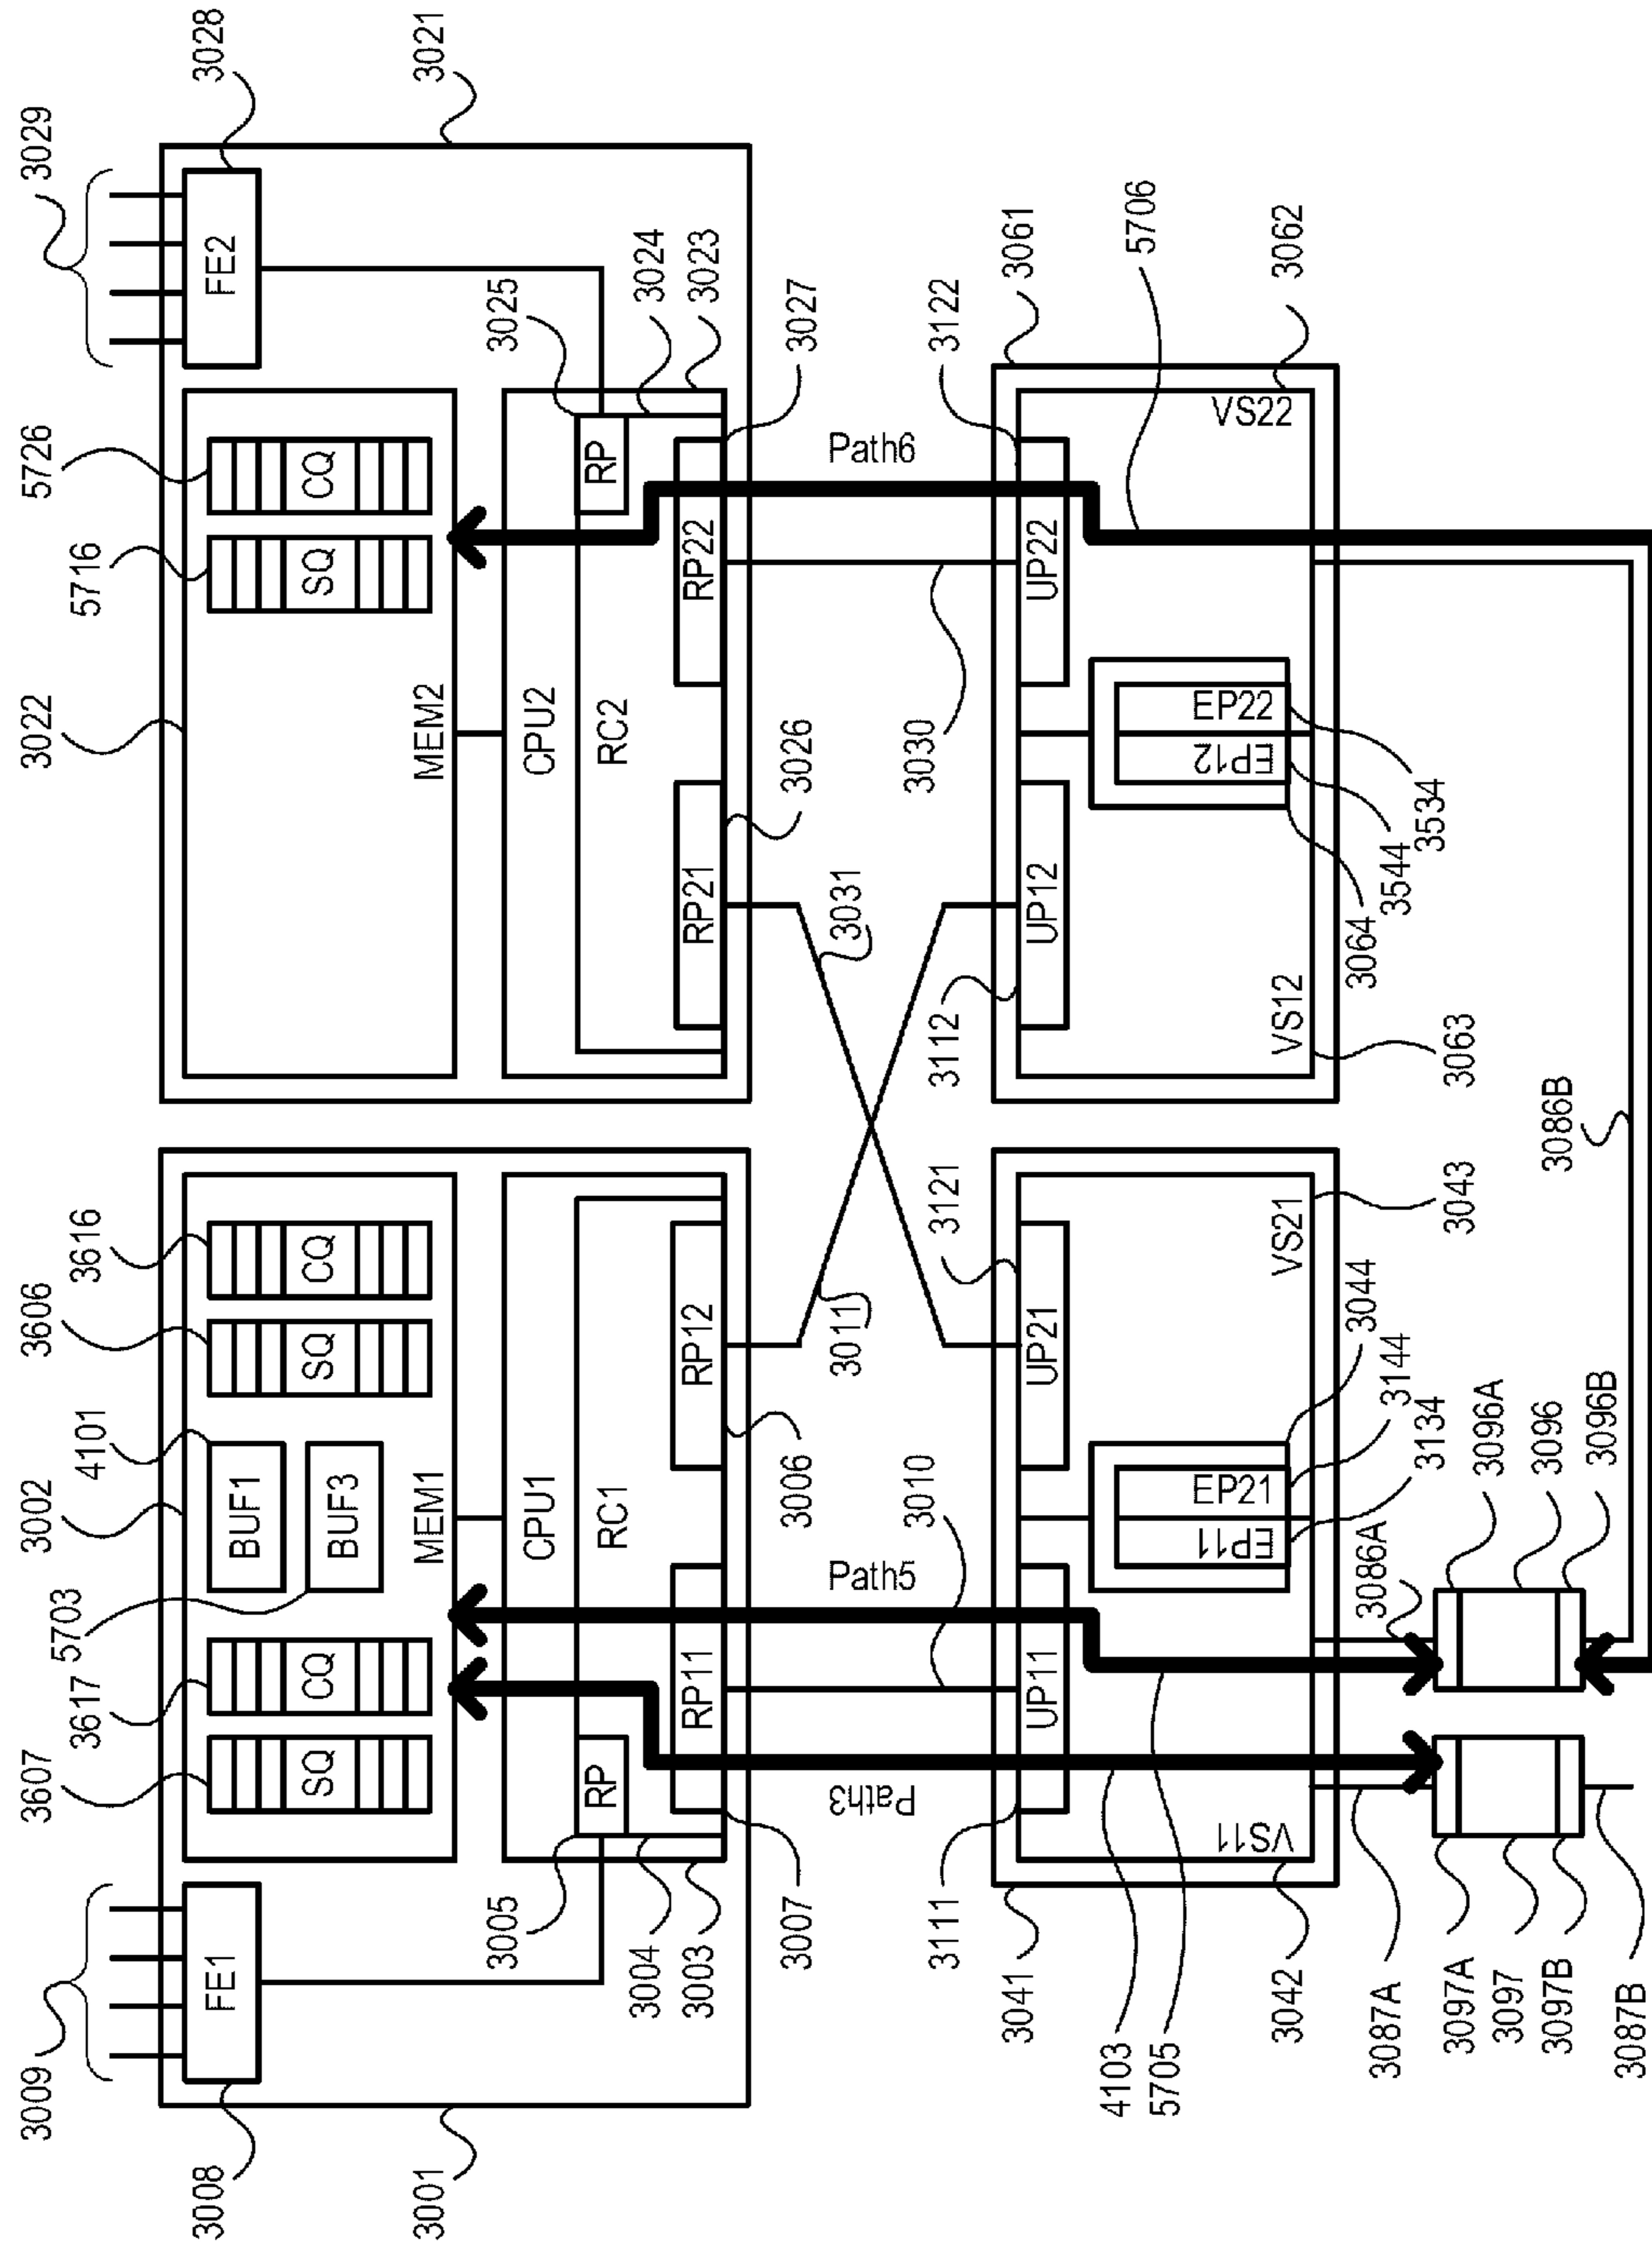 3009
3008
3001
FE1
3607
3617
5703
3002
4101
3606
3616
SQ
CQ
BUF1
BUF3
SQ
CQ
MEM1
CPU1
RC1
RP
RP11
RP12
3005
3004
3003
3007
3006
3022
5716
5726
3029
3028
3021
SQ
CQ
FE2
MEM2
CPU2
RC2
RP
RP21
RP22
3025
3024
3023
3027
3026
Path3
Path5
3010
3011
3031
3030
Path6
3111
3121
3112
3122
3061
5706
3041
UP11
UP21
UP12
UP22
4103
5705
EP11
EP21
EP12
EP22
VS11
VS21
VS12
VS22
3042
3043
3063
3062
3044
3144
3134
3064
3544
3534
3087A
3086A
3086B
3097A
3097
3097B
3087B
3096A
3096
3096B